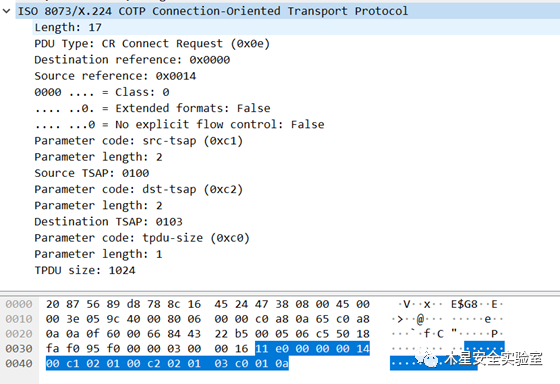 ISO 8073/X.224 COTP Connection-Oriented Transport Protocol
Length: 17
PDU Type: CR Connect Request (0x0e)
Destination reference: 0x0000
Source reference: 0x0014
0000 .... = Class: 0
.... ..0. = Extended formats: False
.... ...0 = No explicit flow control: False
Parameter code: src-tsap (0xc1)
Parameter length: 2
Source TSAP: 0100
Parameter code: dst-tsap (0xc2)
Parameter length: 2
Destination TSAP: 0103
Parameter code: tpdu-size (0xc0)
Parameter length: 1
TPDU size: 1024
0000 20 87 56 89 d8 78 8c 16 45 24 47 38 08 00 45 00 ·V··x·· E$G8··E·
0010 00 3e 05 9c 40 00 80 06 00 00 c0 a8 0a 65 c0 a8 ·>··@··· ·····e··
0020 0a 0a 0f 60 00 66 84 43 22 b5 00 05 06 c5 50 18 ···`·f·C "·····P·
0030 fa f0 95 f0 00 00 03 00 00 16 11 e0 00 00 00 14
0040 00 c1 02 01 00 c2 02 01 03 c0 01 0a
木星安全实验室